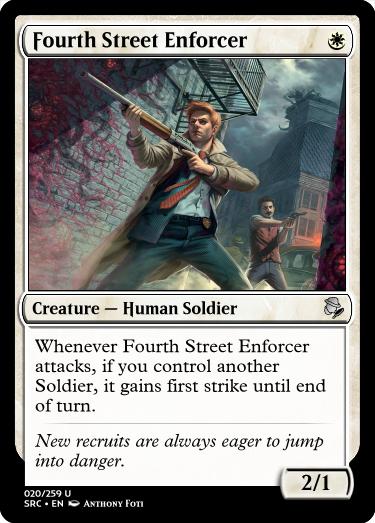 Fourth Street Enforcer
Creature — Human Soldier
Whenever Fourth Street Enforcer
attacks, if you control another
Soldier, it gains first strike until end
of turn.
New recruits are always eager to jump
into danger.
2/1
020/259 U
SRC • EN Anthony Foti